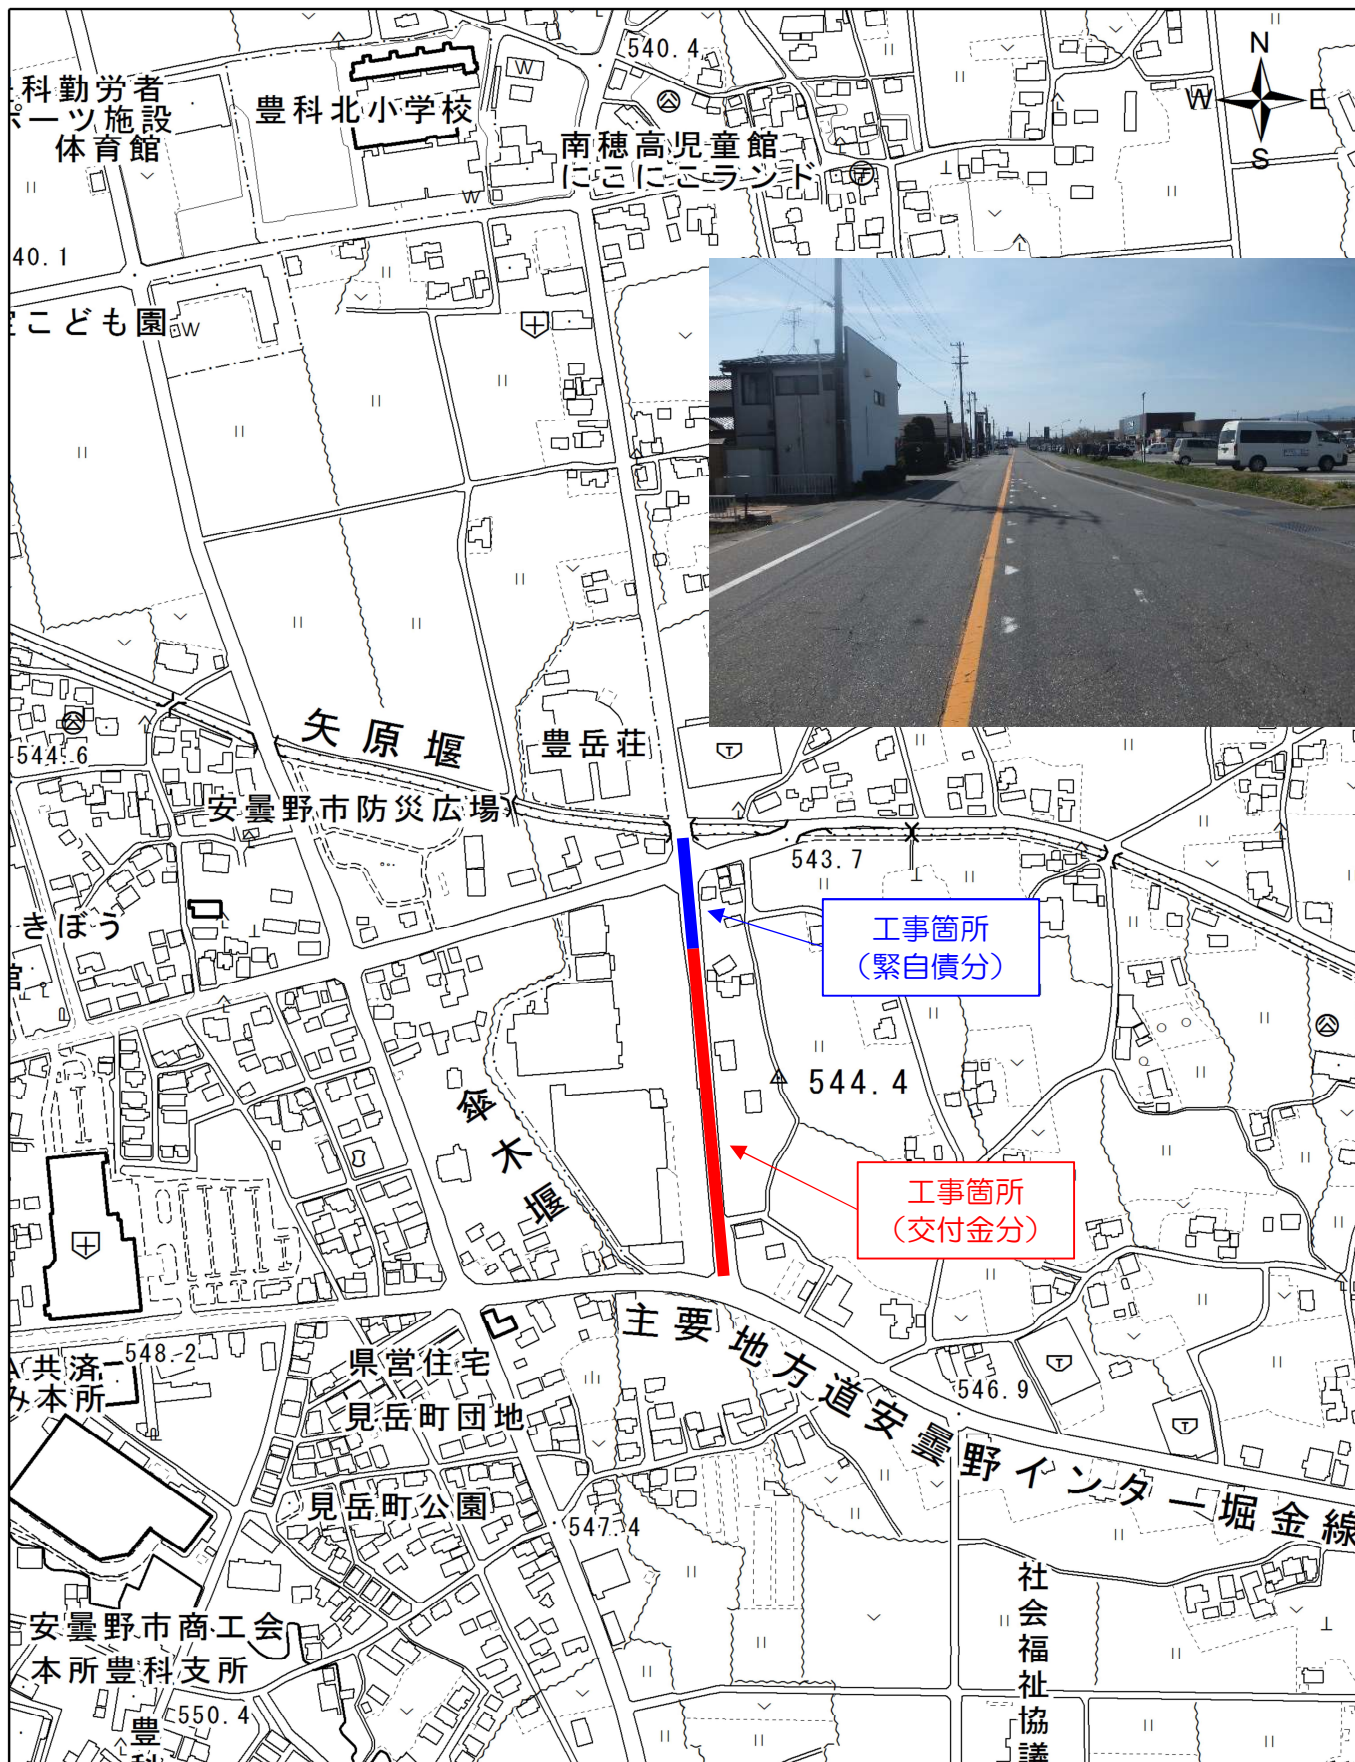 540.4
N
W
E
S
科勤労者
ポーツ施設
体育館
豊科北小学校
W
南穂高児童館
にこにこランド
W
40.1
こども園
W
矢原堰
豊岳荘
544.6
安曇野市防災広場
543.7
きぼう
工事箇所
（緊自債分）
544.4
傘木堰
工事箇所
（交付金分）
主要地方道安曇野インター堀金線
548.2
共済
み本所
県営住宅
見岳町団地
546.9
見岳町公園
547.4
安曇野市商工会
本所豊科支所
社会福祉協議
550.4
豊科